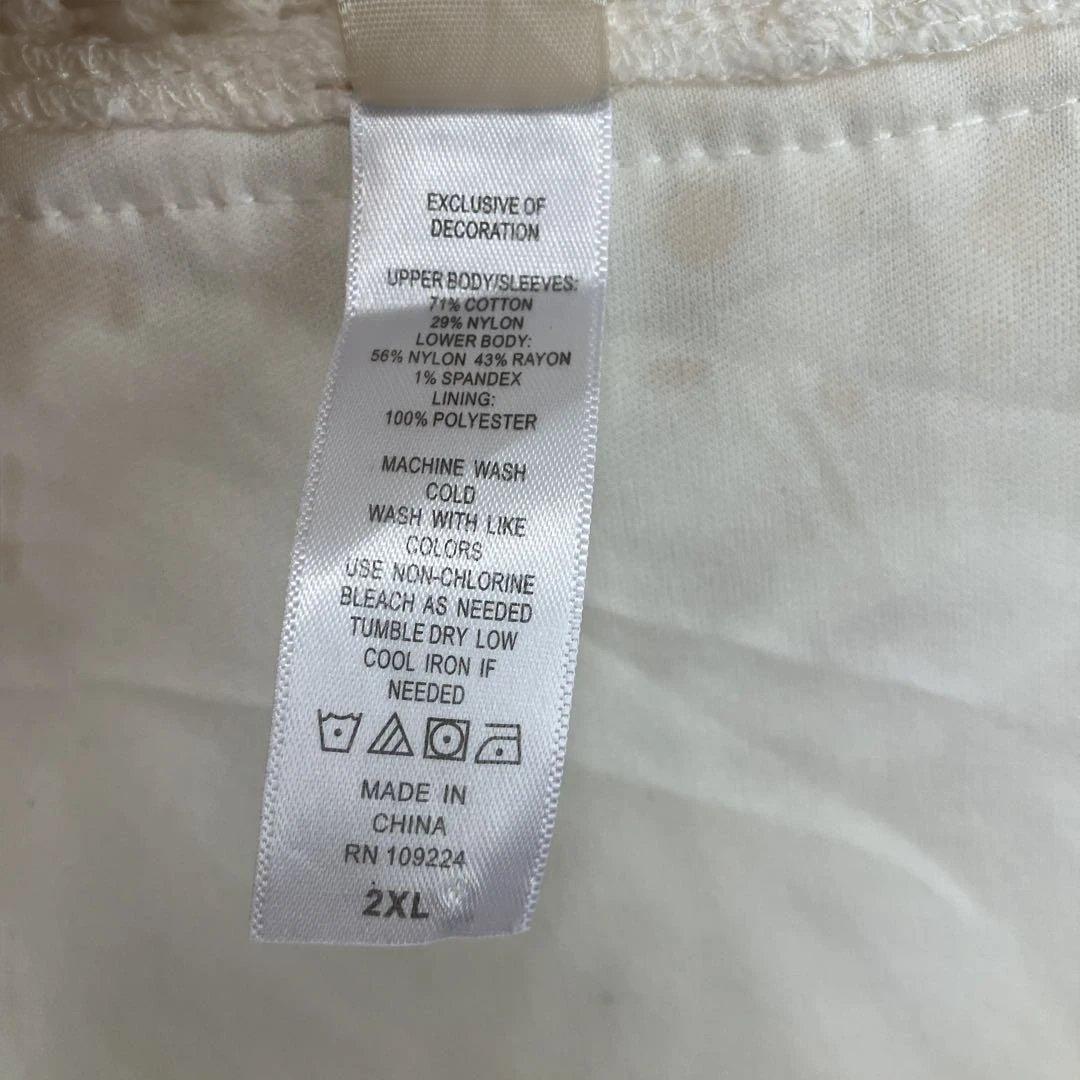 EXCLUSIVE OF
DECORATION
UPPER BODY/SLEEVES:
71% COTTON
29% NYLON
LOWER BODY:
56% NYLON 43% RAYON
1% SPANDEX
LINING:
100% POLYESTER
MACHINE WASH
COLD
WASH WITH LIKE
COLORS
USE NON-CHLORINE
BLEACH AS NEEDED
TUMBLE DRY LOW
COOL IRON IF
NEEDED
MADE IN
CHINA
RN 109224
2XL